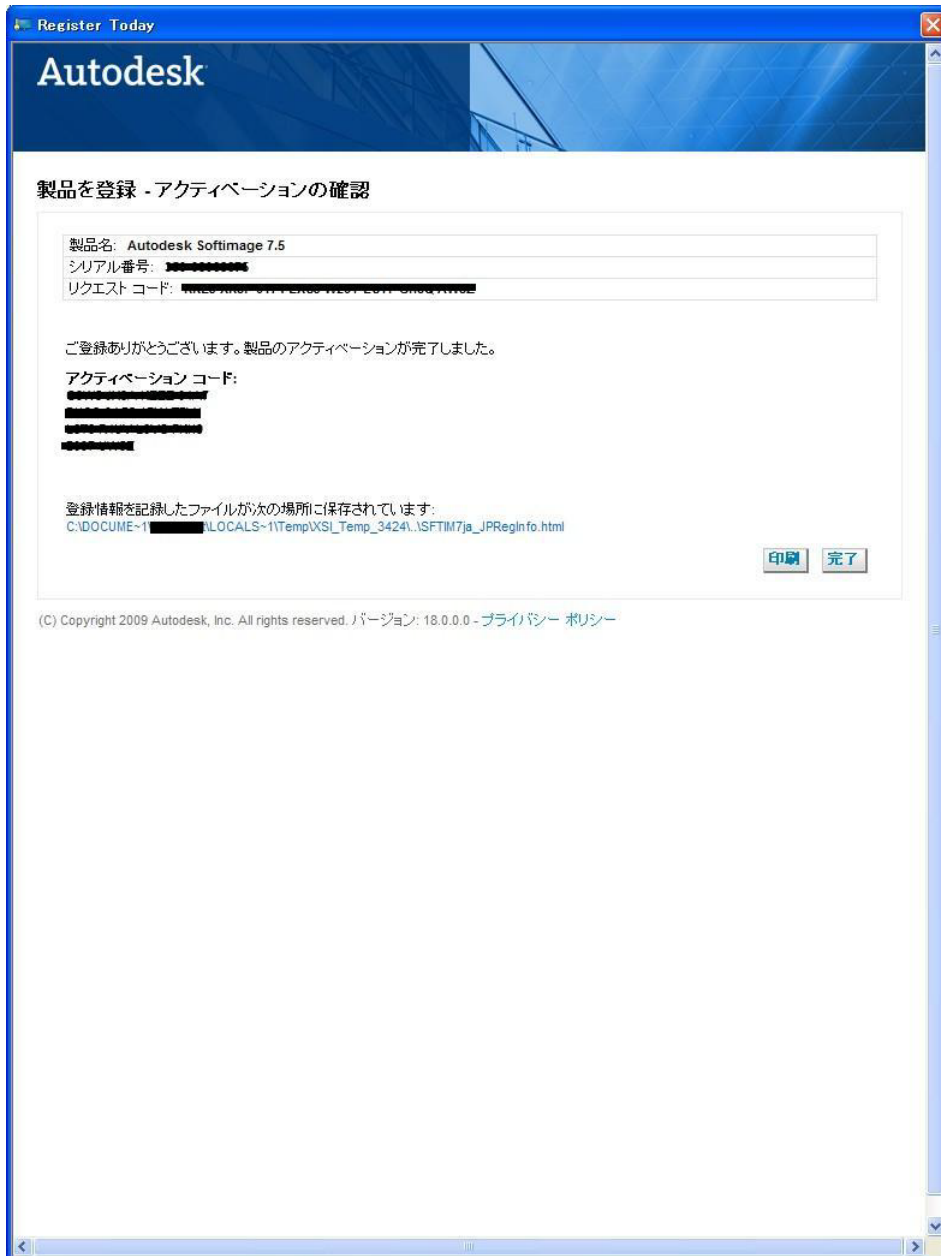 Register Today
Autodesk
製品を登録 - アクティベーションの確認
製品名: Autodesk Softimage 7.5
シリアル番号:
リクエスト コード:
ご登録ありがとうございます。製品のアクティベーションが完了しました。
アクティベーション コード:
登録情報を記録したファイルが次の場所に保存されています:
C:\DOCUME~1\ \LOCALS~1\Temp\XSI_Temp_3424\..\SFTIM7ja_JPRegInfo.html
印刷 完了
(C) Copyright 2009 Autodesk, Inc. All rights reserved. バージョン: 18.0.0.0 - プライバシー ポリシー